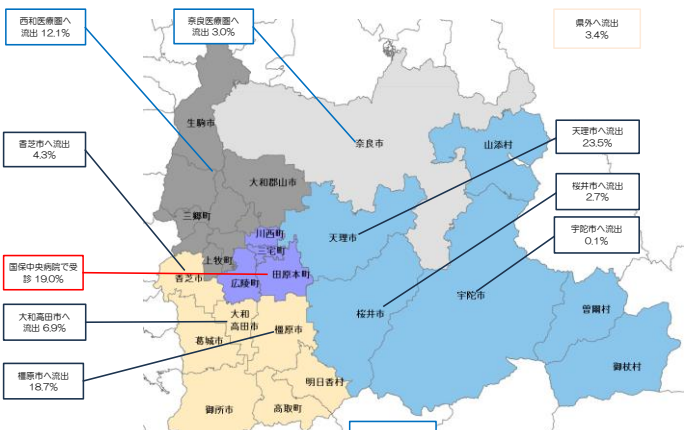 西和医療圏へ
流出 12.1%
奈良医療圏へ
流出 3.0%
県外へ流出
3.4%
生駒市
香芝市へ流出
4.3%
奈良市
山添村
天理市へ流出
23.5%
大和郡山市
桜井市へ流出
2.7%
三郷町
川西町
天理市
三宅町
宇陀市へ流出
0.1%
国保中央病院で受
診 19.0%
上牧町
香芝市
広陵町
田原本町
宇陀市
桜井市
曽爾村
大和高田市へ
流出 6.9%
大和
高田市
橿原市
葛城市
御杖村
橿原市へ流出
18.7%
明日香村
御所市
高取町